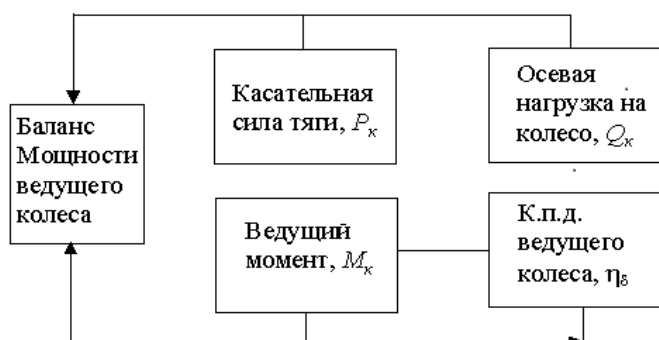 Баланс
Мощности
ведущего
колеса
Касательная
сила тяги, Pк
Осевая
нагрузка на
колесо, Qк
Ведущий
момент, Mк
К.п.д.
ведущего
колеса, ηδ